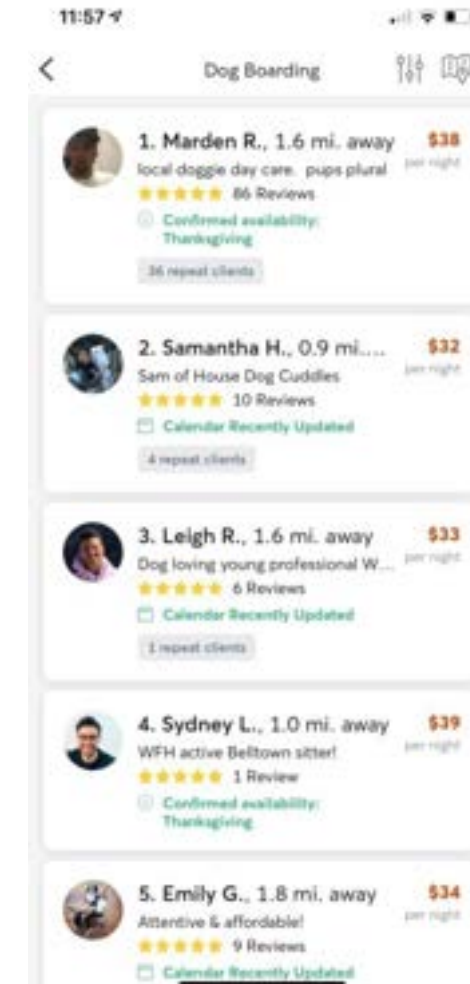 11:57
Dog Boarding
1. Marden R., 1.6 mi. away $38
local doggie day care. pups plural per night
86 Reviews
Confirmed availability:
Thanksgiving
36 repeat clients
2. Samantha H., 0.9 mi.... $32
Sam of House Dog Cuddles per night
10 Reviews
Calendar Recently Updated
4 repeat clients
3. Leigh R., 1.6 mi. away $33
Dog loving young professional W... per night
6 Reviews
Calendar Recently Updated
1 repeat clients
4. Sydney L., 1.0 mi. away $39
WFH active Belltown sitter! per night
1 Review
Confirmed availability:
Thanksgiving
5. Emily G., 1.8 mi. away $34
Attentive & affordable! per night
9 Reviews
Calendar Recently Updated